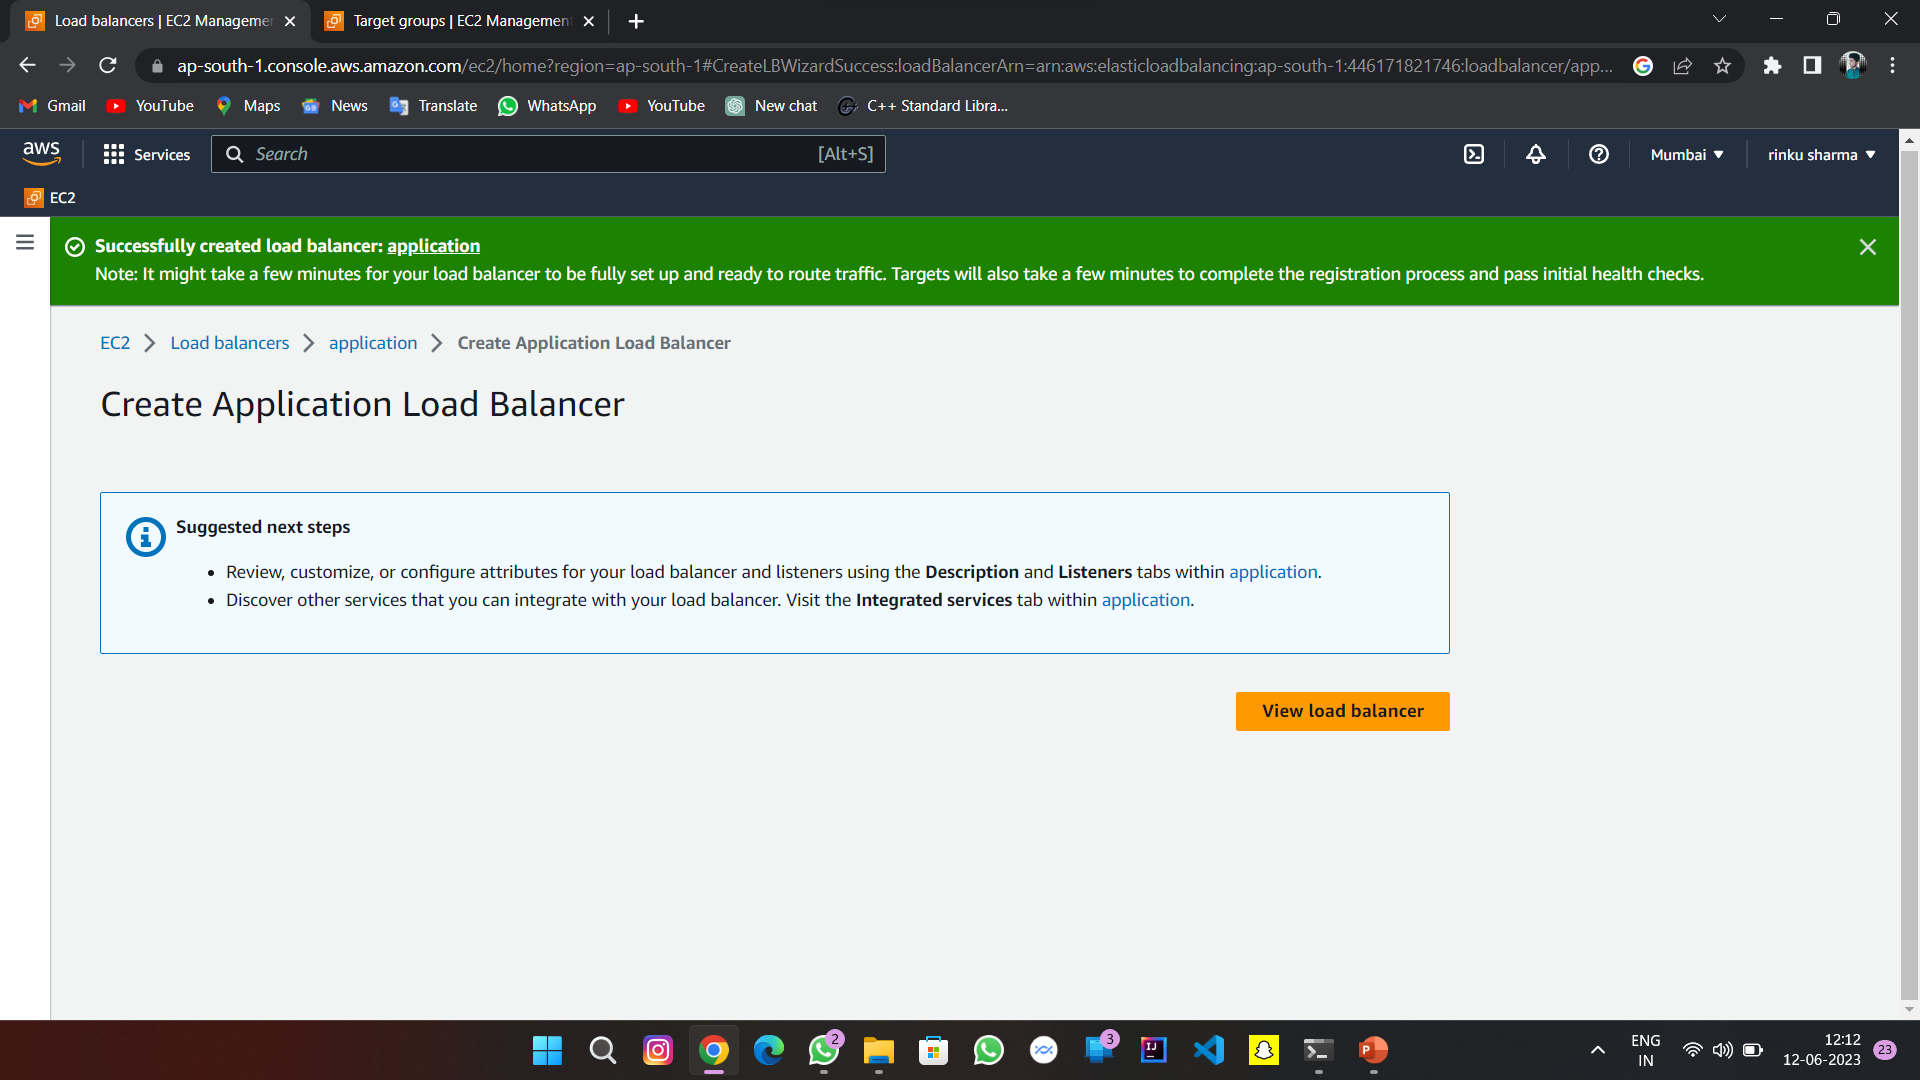 Load balancers | EC2 Manageme
Target groups | EC2 Management
ap-south-1.console.aws.amazon.com/ec2/home?region=ap-south-1#CreateLBWizardSuccess:loadBalancerArn=arn:aws:elasticloadbalancing:ap-south-1:446171821746:loadbalancer/app...
Gmail YouTube Maps News Translate WhatsApp YouTube New chat C++ Standard Libra...
aws Services Search [Alt+S] Mumbai rinku sharma
EC2
Successfully created load balancer: application
Note: It might take a few minutes for your load balancer to be fully set up and ready to route traffic. Targets will also take a few minutes to complete the registration process and pass initial health checks.
EC2 Load balancers application Create Application Load Balancer
Create Application Load Balancer
Suggested next steps
• Review, customize, or configure attributes for your load balancer and listeners using the Description and Listeners tabs within application.
• Discover other services that you can integrate with your load balancer. Visit the Integrated services tab within application.
View load balancer
2
3
IJ
P
ENG
IN
12:12
12-06-2023
23